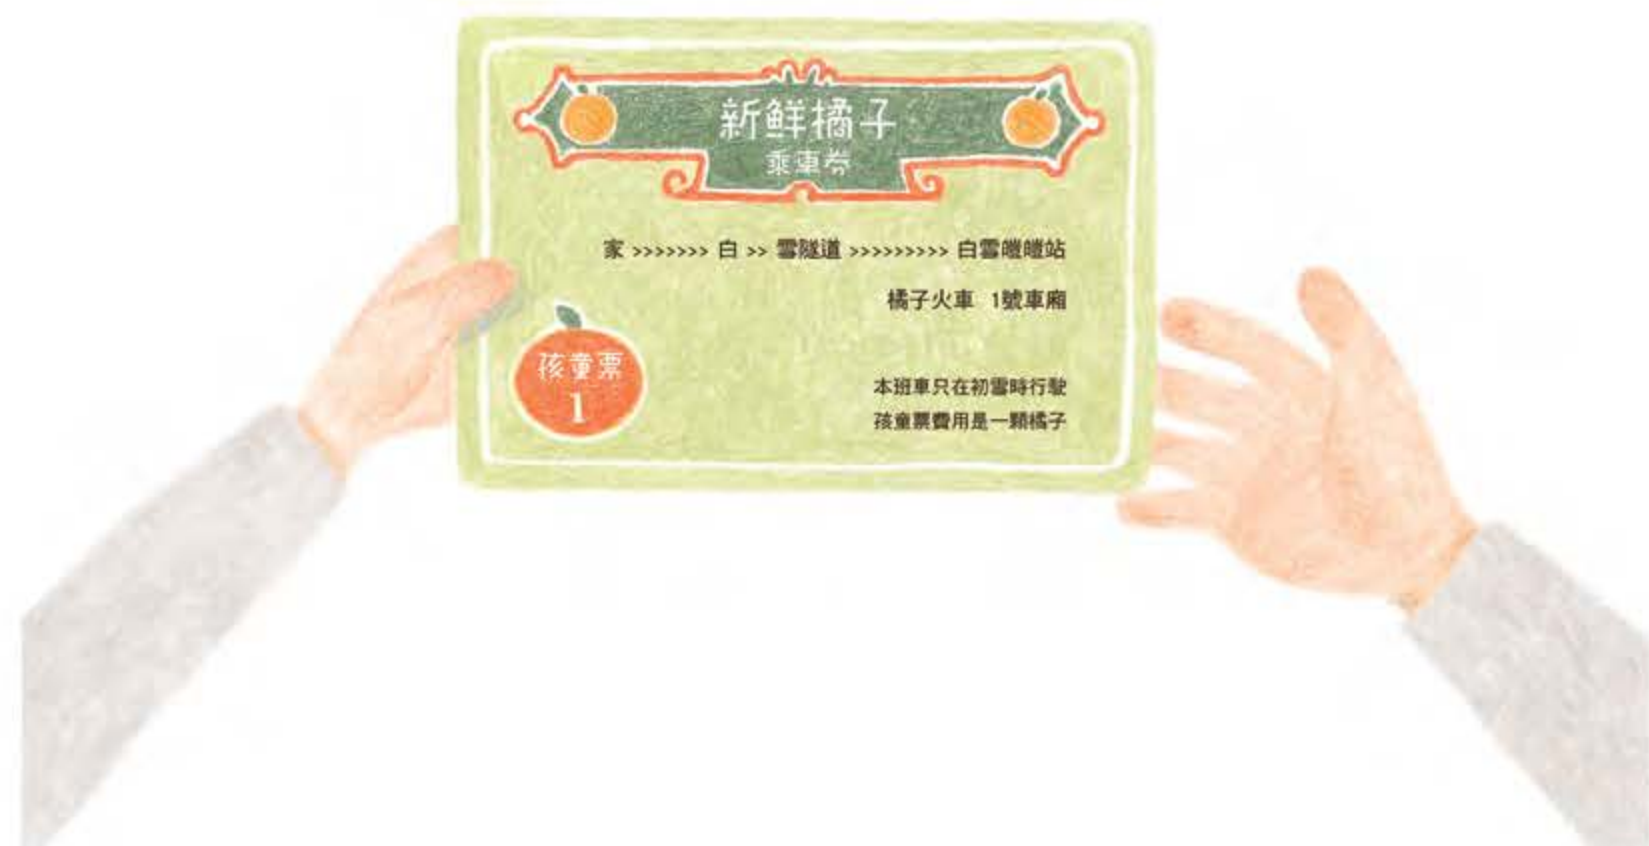 新鮮橘子
乘車券
家 >>>>>>> 白 >> 雪隧道 >>>>>>>>> 白雪皚皚站
橘子火車 1號車廂
孩童票
1
本班車只在初雪時行駛
孩童票費用是一顆橘子